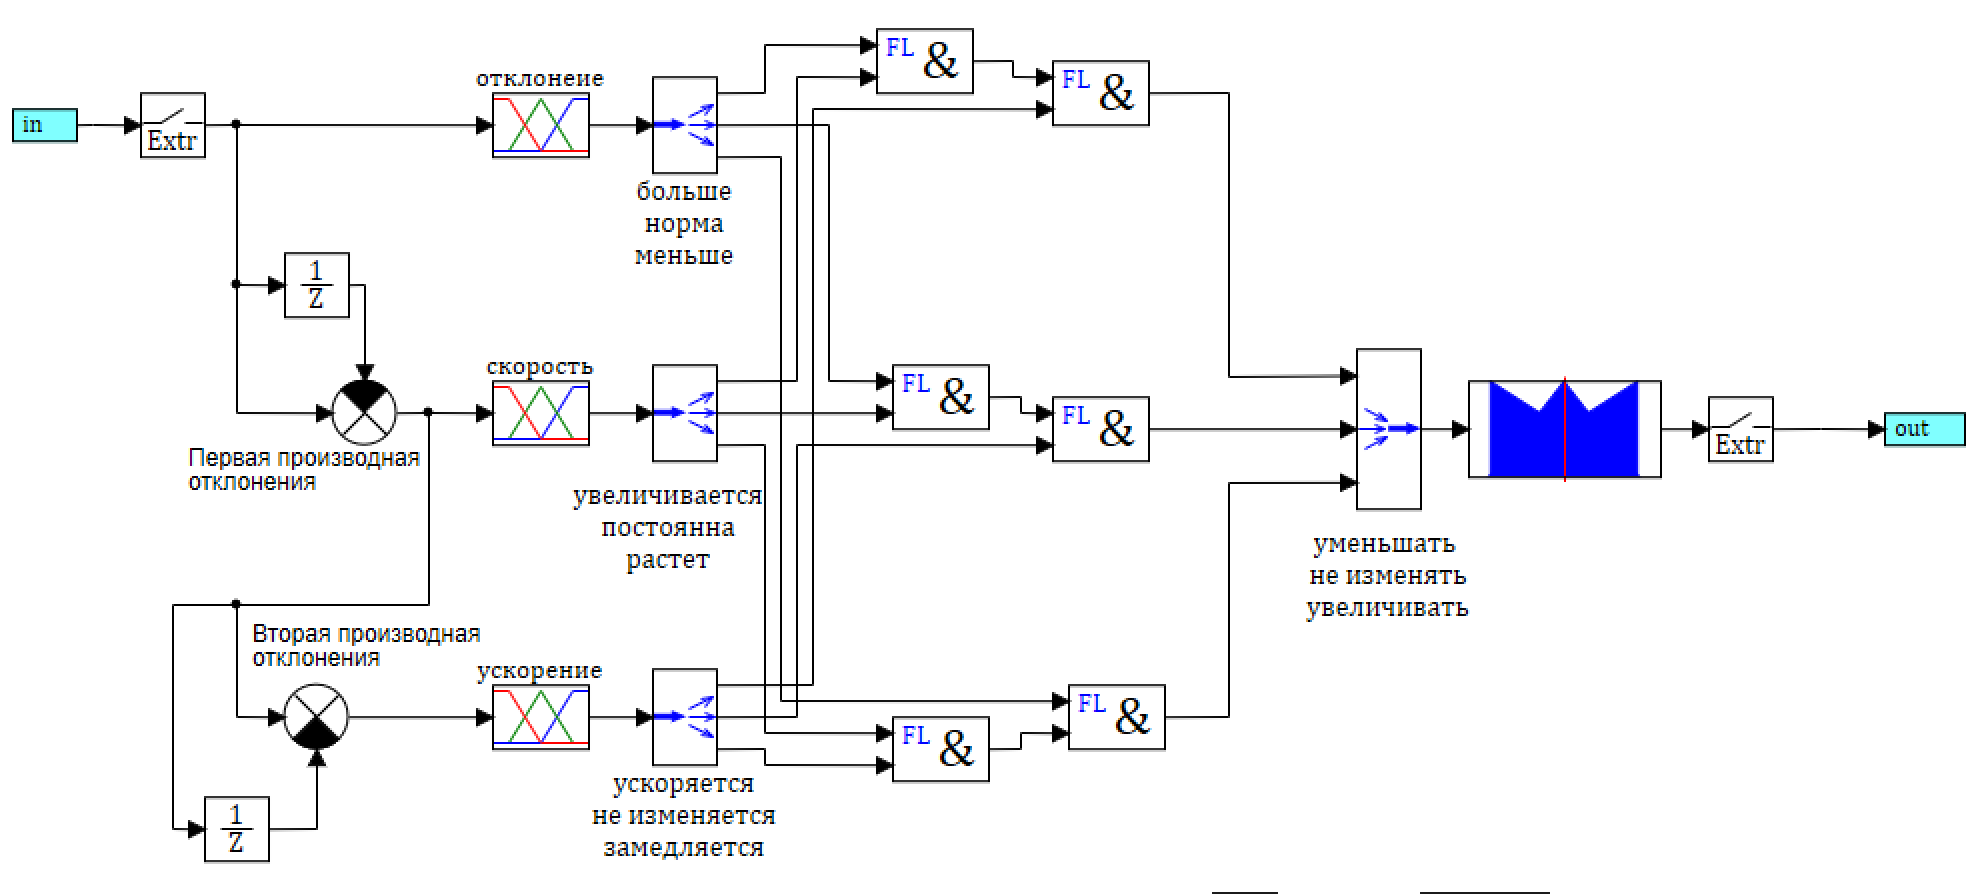 in
Extr
отклонеие
больше
норма
меньше
FL &
FL &
1
Z
Первая производная
отклонения
скорость
увеличивается
постоянна
растет
FL &
FL &
уменьшать
не изменять
увеличивать
Extr
out
Вторая производная
отклонения
1
Z
ускорение
ускоряется
не изменяется
замедляется
FL &
FL &